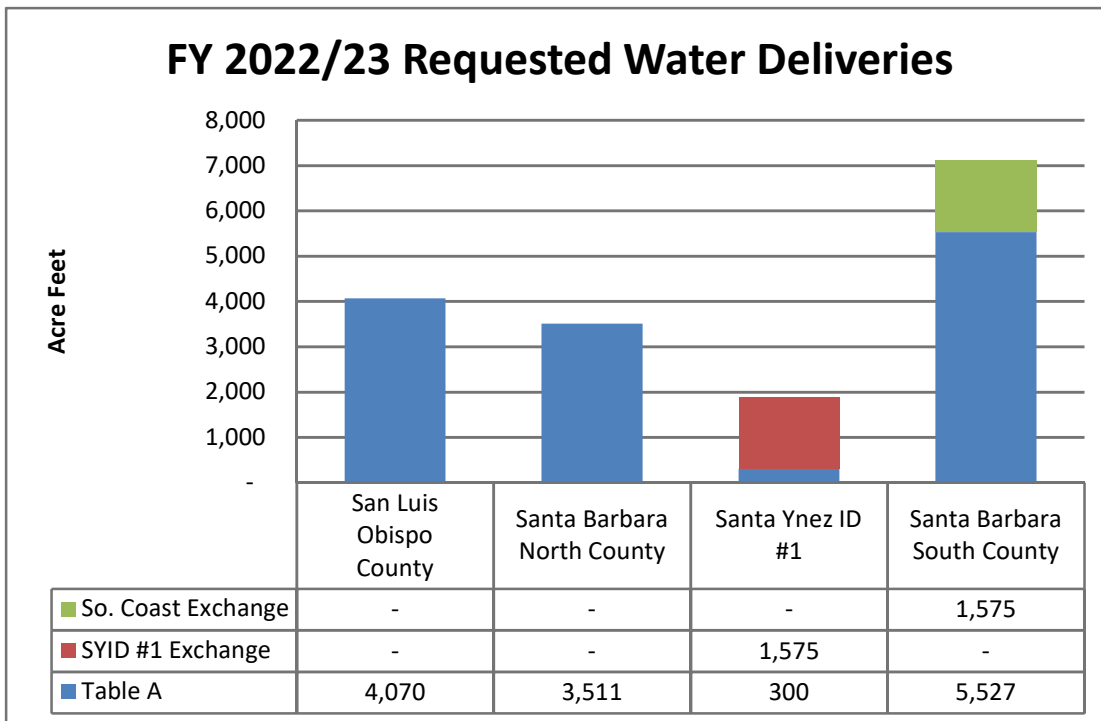 FY 2022/23 Requested Water Deliveries
Acre Feet
8,000
7,000
6,000
5,000
4,000
3,000
2,000
1,000
-
San Luis
Obispo
County
Santa Barbara
North County
Santa Ynez ID
#1
Santa Barbara
South County
So. Coast Exchange - - - 1,575
SYID #1 Exchange - - 1,575 -
Table A 4,070 3,511 300 5,527